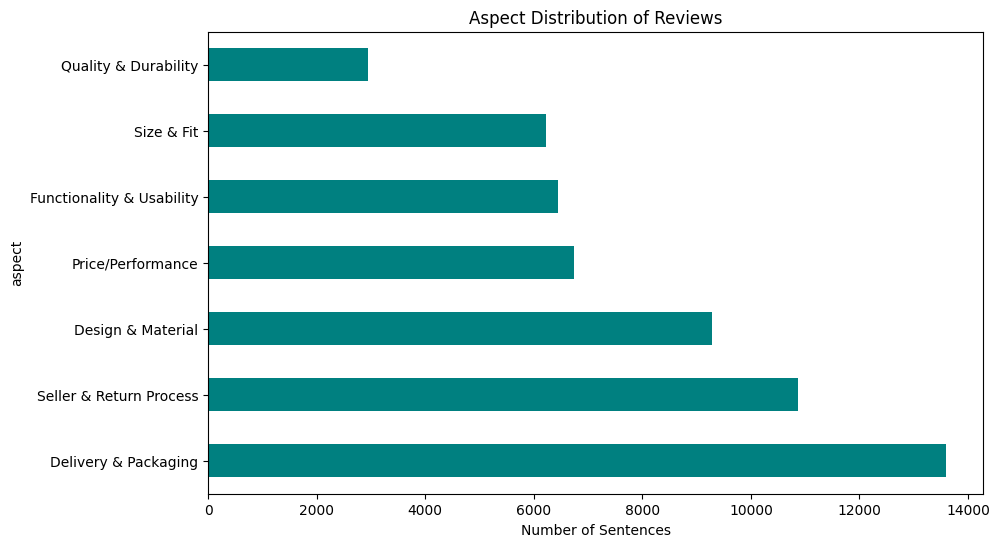 Aspect Distribution of Reviews
Quality & Durability
Size & Fit
Functionality & Usability
Price/Performance
Design & Material
Seller & Return Process
Delivery & Packaging
aspect
0 2000 4000 6000 8000 10000 12000 14000
Number of Sentences